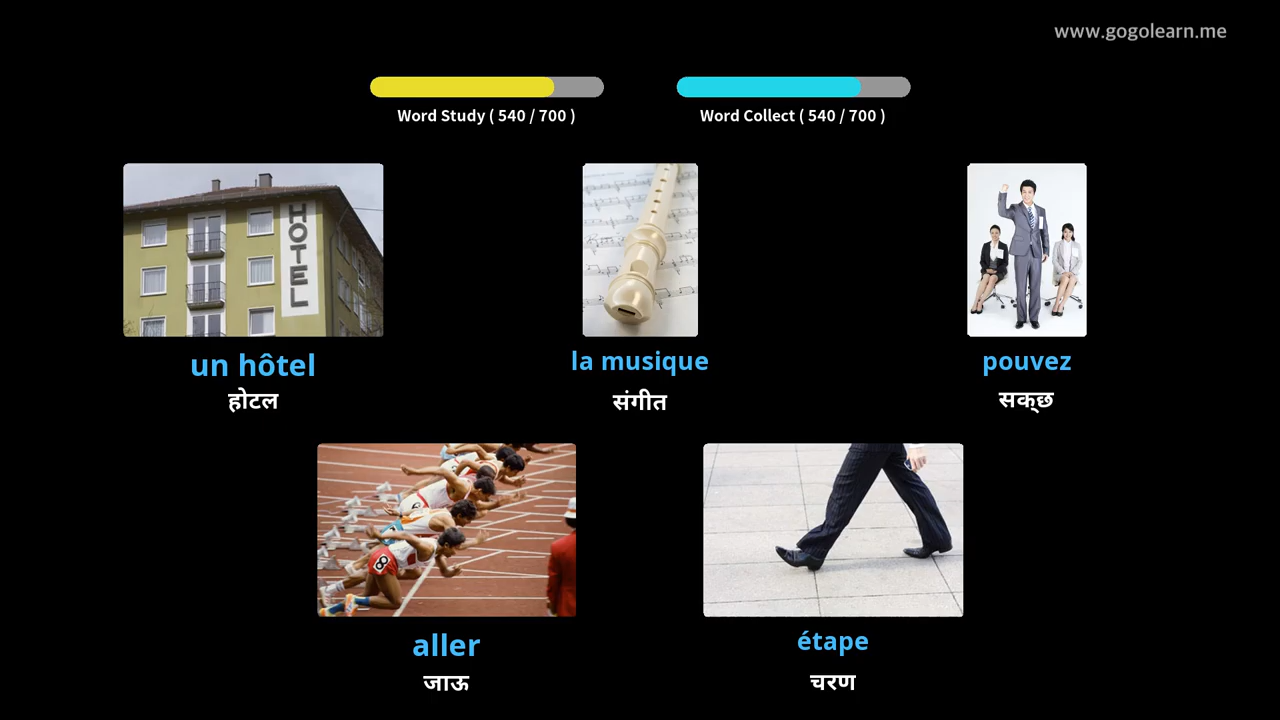 www.gogolearn.me
Word Study ( 540 / 700 )
Word Collect ( 540 / 700 )
HOTEL
un hôtel
होटल
la musique
संगीत
pouvez
सक्छ
8
aller
जाऊ
étape
चरण